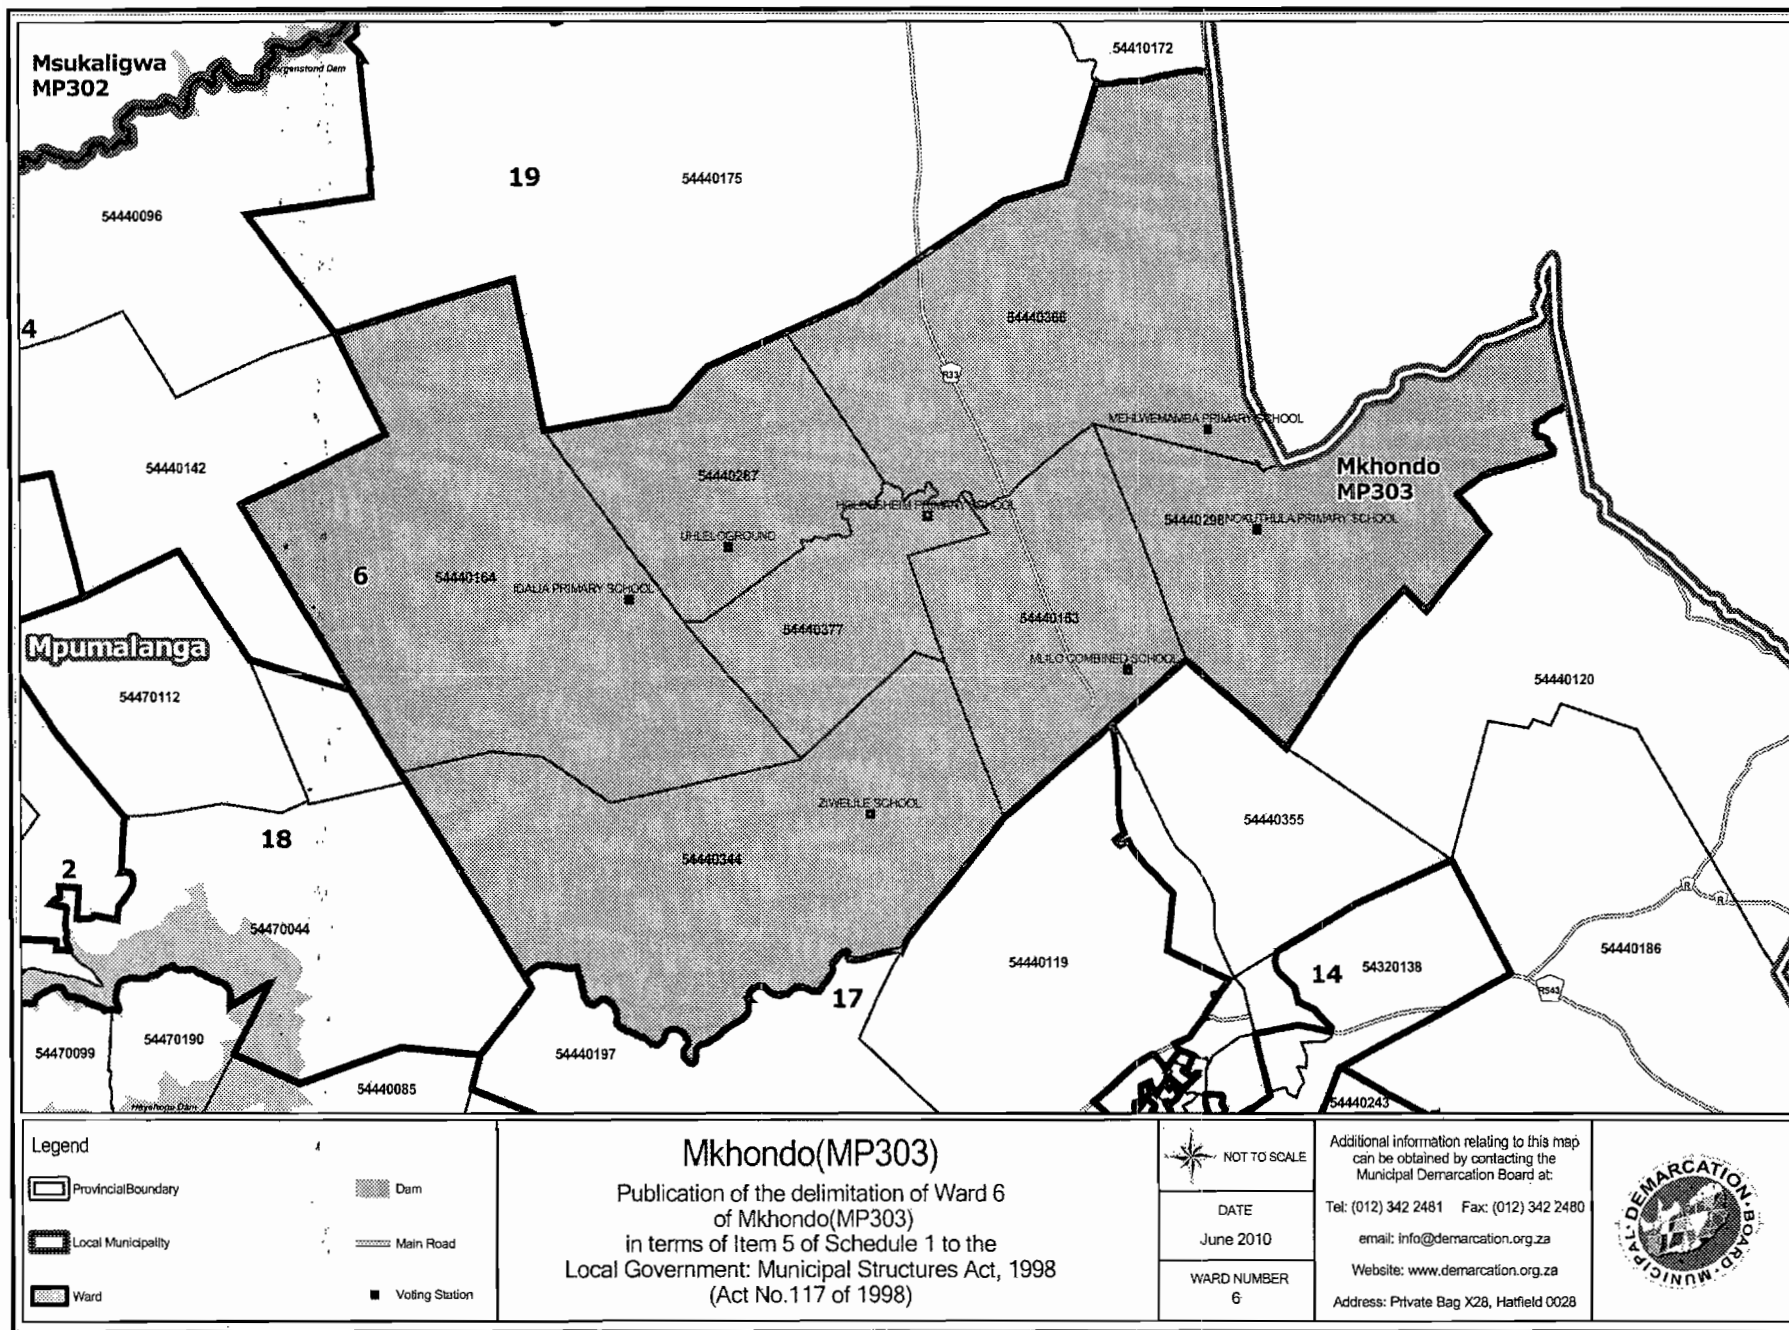 Msukaligwa
MP302
54410172
19
54440175
54440096
4
54440366
R33
MEHLWEMAMBA PRIMARY SCHOOL
54440142
54440287
Mkhondo
MP303
54440298
NOKUTHULA PRIMARY SCHOOL
UHLELOGROUND
6
54440164
IDALIA PRIMARY SCHOOL
54440377
54440153
Mpumalanga
MLILO COMBINED SCHOOL
54470112
54440120
ZIWELILE SCHOOL
54440355
18
54440344
2
54470044
54440119
14
54320138
54440186
R
R
R543
17
54470099
54470190
54440197
54440085
54440243
Heyshope Dam
Legend
ProvincialBoundary
Dam
Local Municipality
Main Road
Ward
Voting Station
Mkhondo(MP303)
Publication of the delimitation of Ward 6
of Mkhondo(MP303)
in terms of Item 5 of Schedule 1 to the
Local Government: Municipal Structures Act, 1998
(Act No.117 of 1998)
NOT TO SCALE
DATE
June 2010
WARD NUMBER
6
Additional information relating to this map
can be obtained by contacting the
Municipal Demarcation Board at:
Tel: (012) 342 2481 Fax: (012) 342 2480
email: info@demarcation.org.za
Website: www.demarcation.org.za
Address: Private Bag X28, Hatfield 0028
MUNICIPAL DEMARCATION BOARD